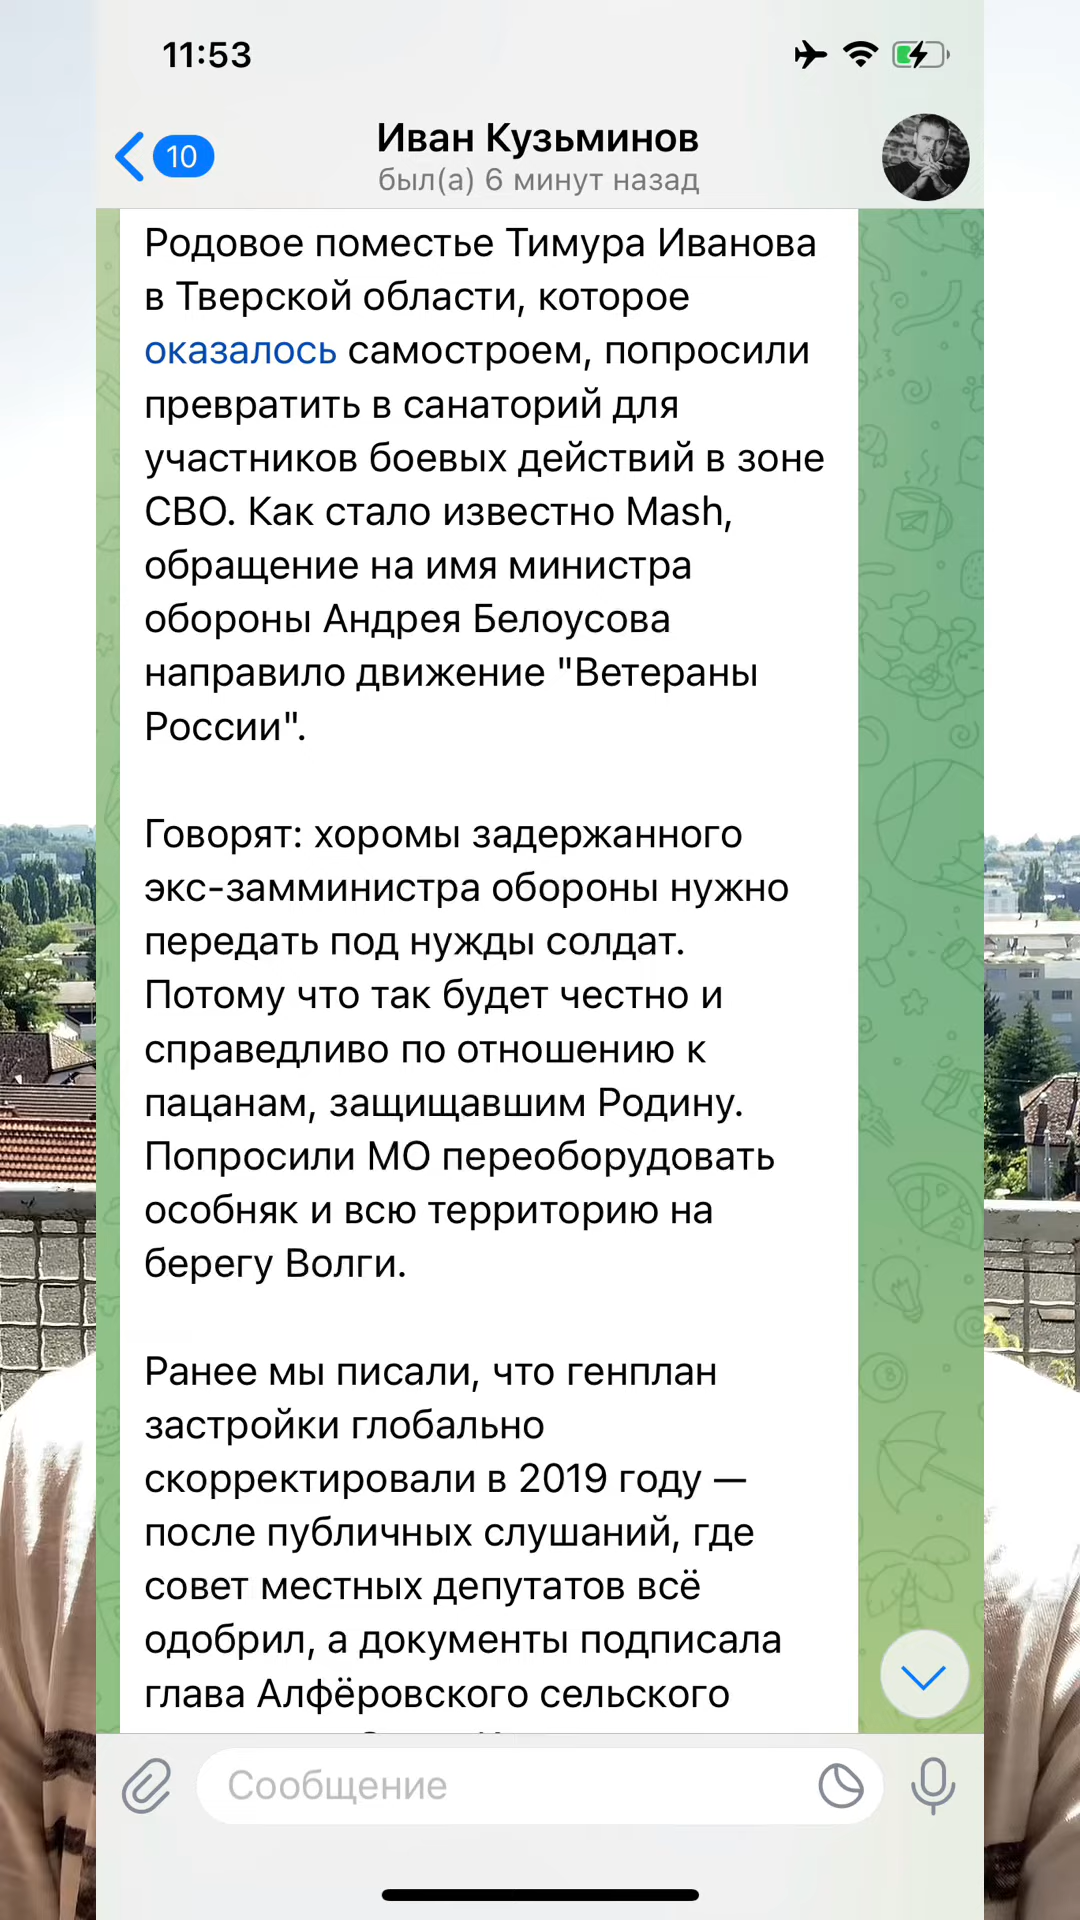 11:53
10
Иван Кузьминов
был(а) 6 минут назад
Родовое поместье Тимура Иванова
в Тверской области, которое
оказалось самостроем, попросили
превратить в санаторий для
участников боевых действий в зоне
СВО. Как стало известно Mash,
обращение на имя министра
обороны Андрея Белоусова
направило движение "Ветераны
России".
Говорят: хоромы задержанного
экс-замминистра обороны нужно
передать под нужды солдат.
Потому что так будет честно и
справедливо по отношению к
пацанам, защищавшим Родину.
Попросили МО переоборудовать
особняк и всю территорию на
берегу Волги.
Ранее мы писали, что генплан
застройки глобально
скорректировали в 2019 году —
после публичных слушаний, где
совет местных депутатов всё
одобрил, а документы подписала
глава Алфёровского сельского
Сообщение